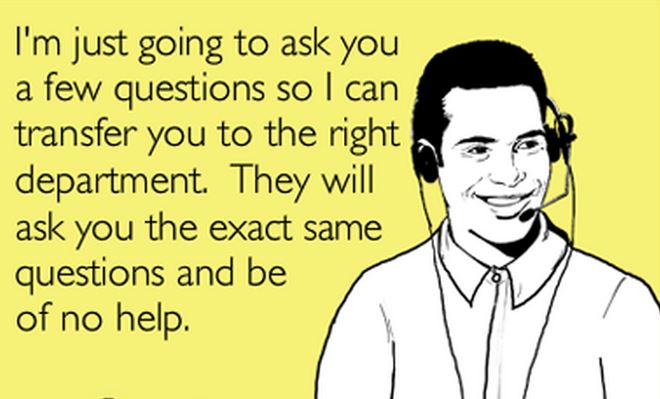 I'm just going to ask you
a few questions so I can
transfer you to the right
department.  They will
ask you the exact same
questions and be
of no help.